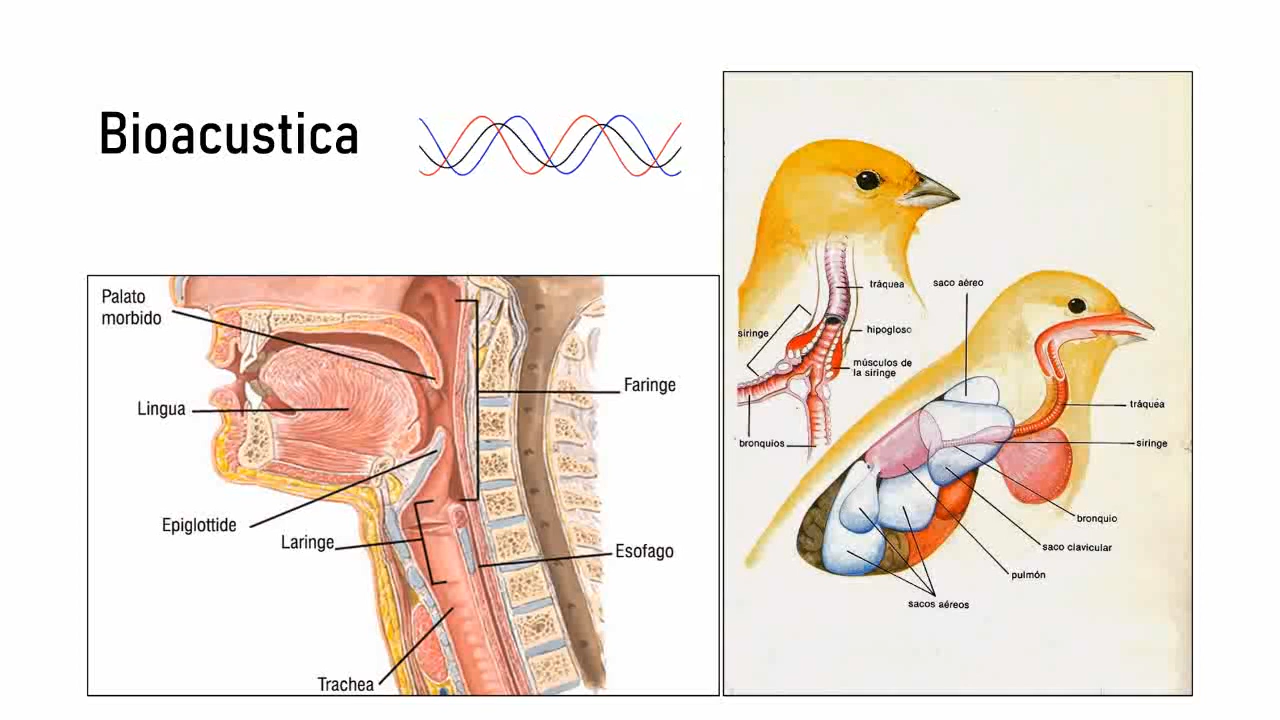 Bioacustica
Palato
morbido
Lingua
Faringe
Epiglottide
Laringe
Esofago
Trachea
tráquea
saco aéreo
siringe
hipogloso
músculos de
la siringe
bronquios
tráquea
siringe
bronquio
saco clavicular
pulmón
sacos aéreos